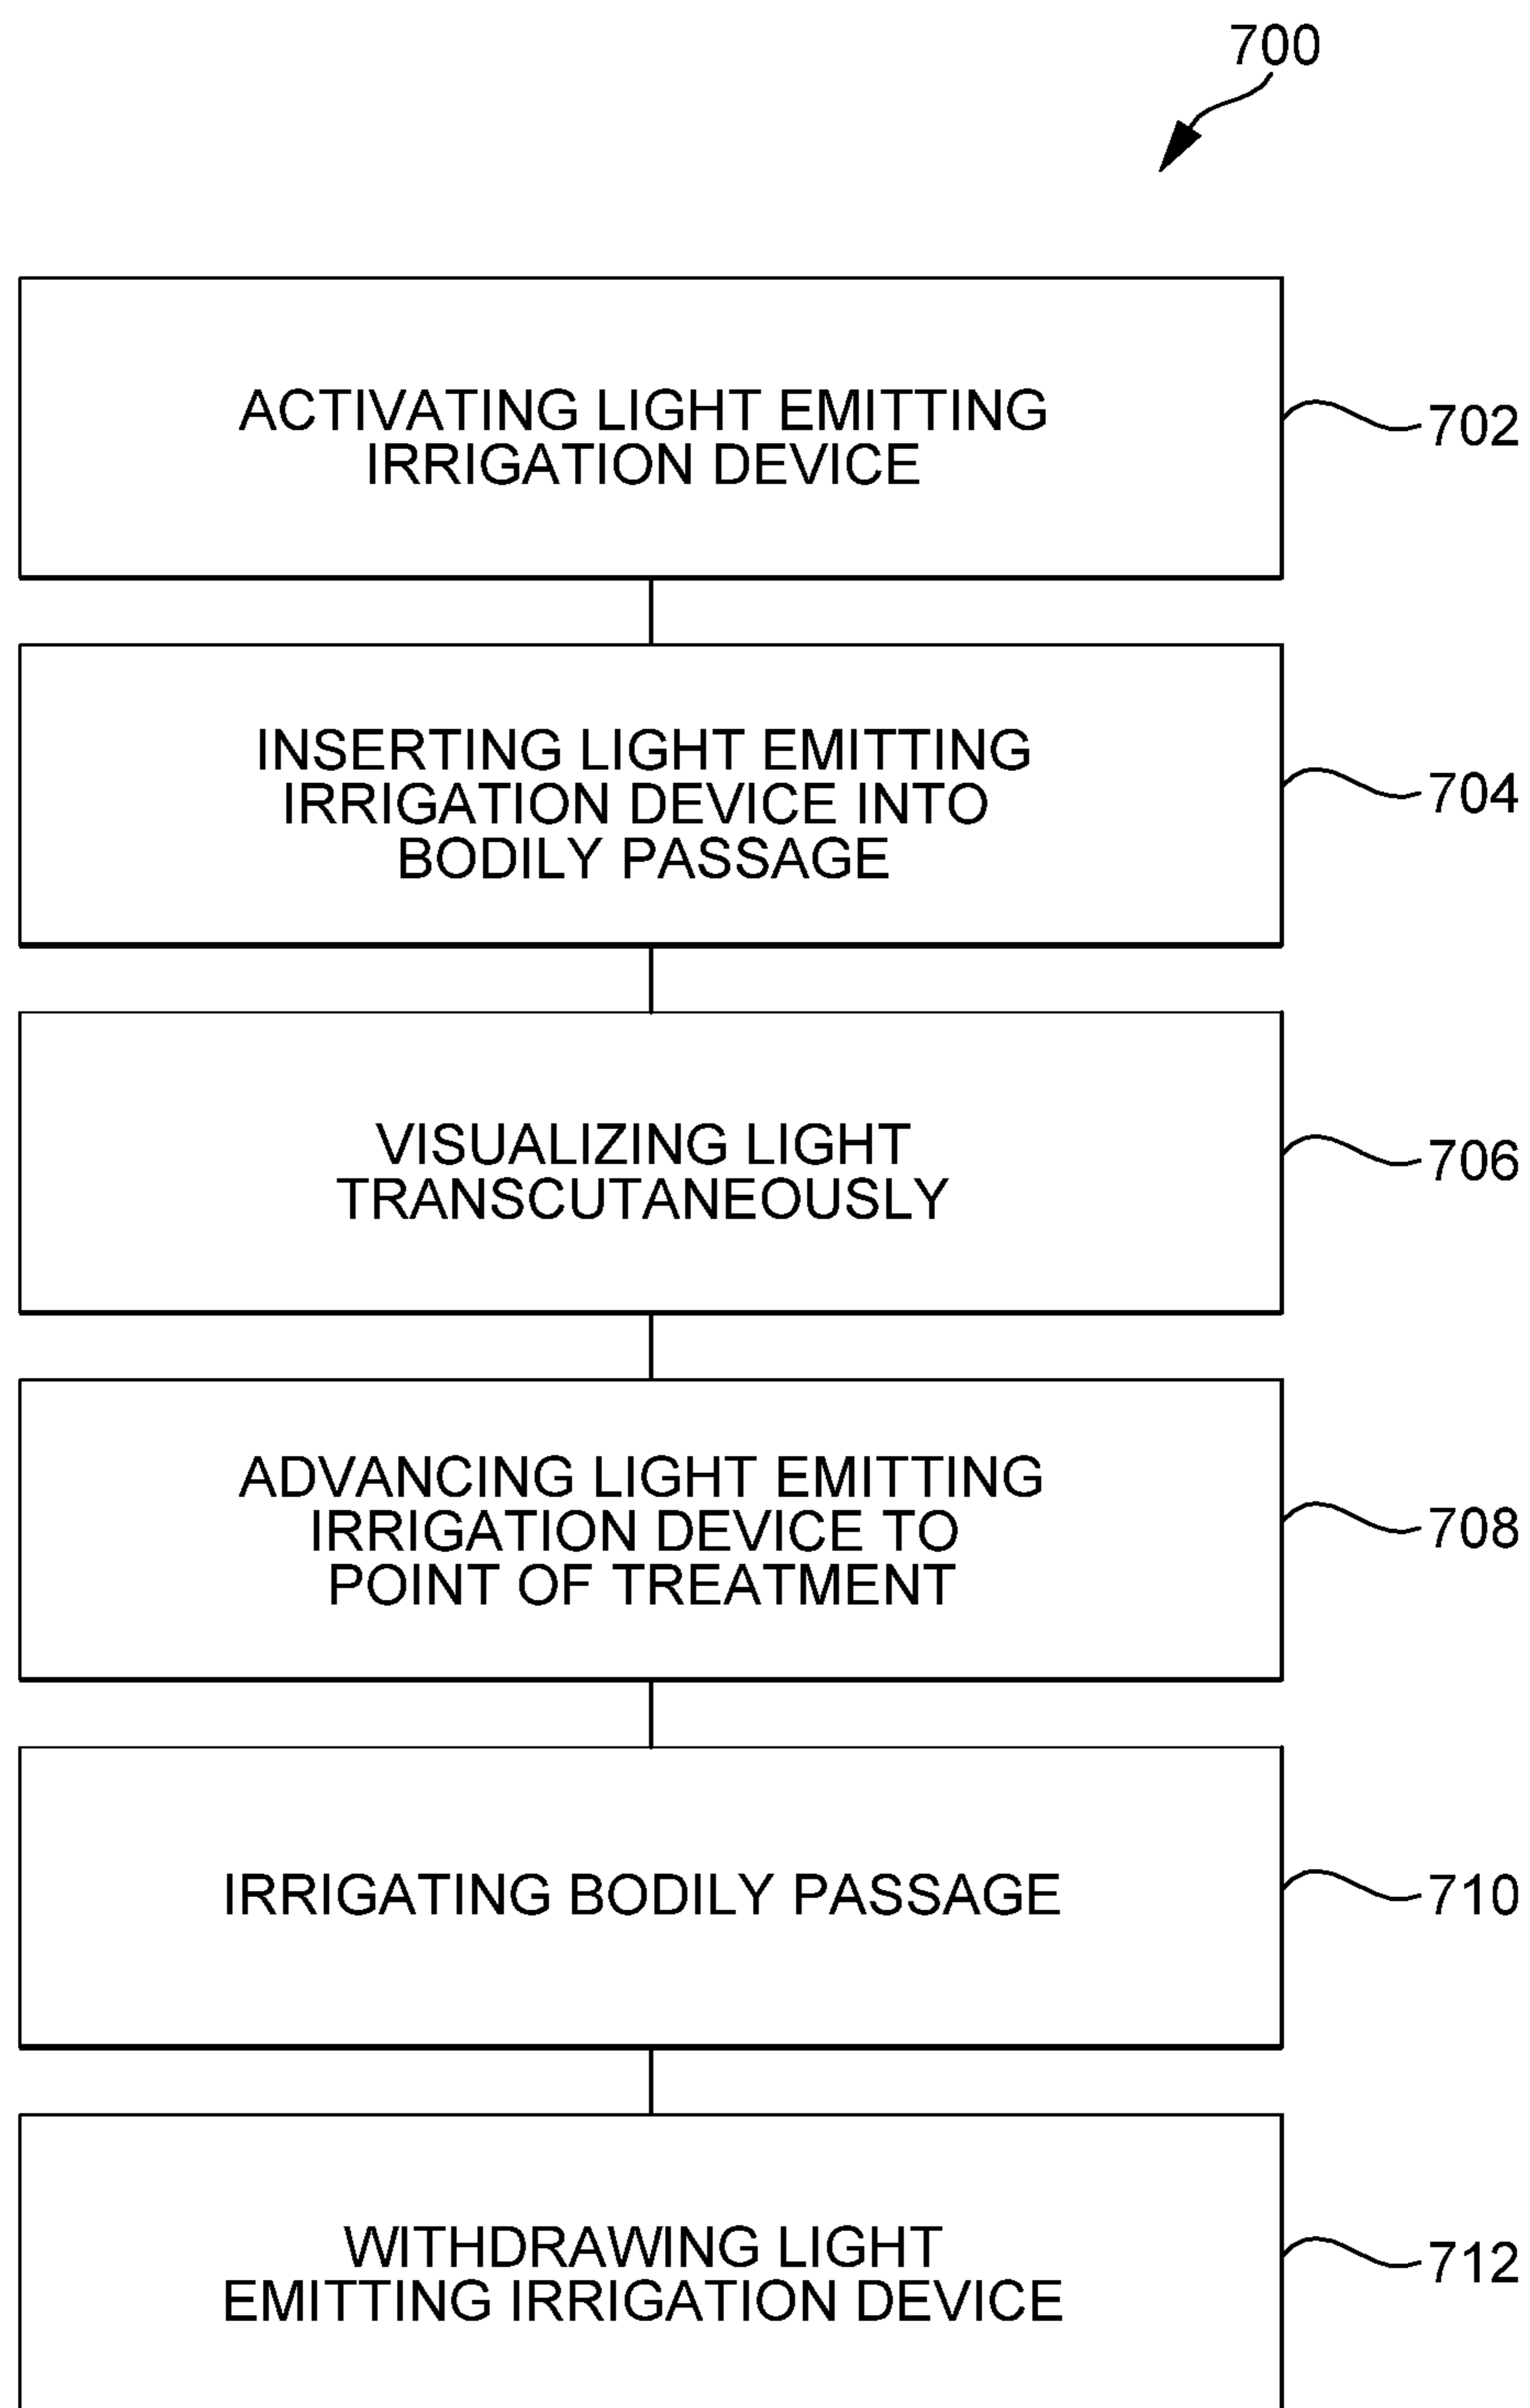 700
ACTIVATING LIGHT EMITTING
IRRIGATION DEVICE
702
INSERTING LIGHT EMITTING
IRRIGATION DEVICE INTO
BODILY PASSAGE
704
VISUALIZING LIGHT
TRANSCUTANEOUSLY
706
ADVANCING LIGHT EMITTING
IRRIGATION DEVICE TO
POINT OF TREATMENT
708
IRRIGATING BODILY PASSAGE
710
WITHDRAWING LIGHT
EMITTING IRRIGATION DEVICE
712